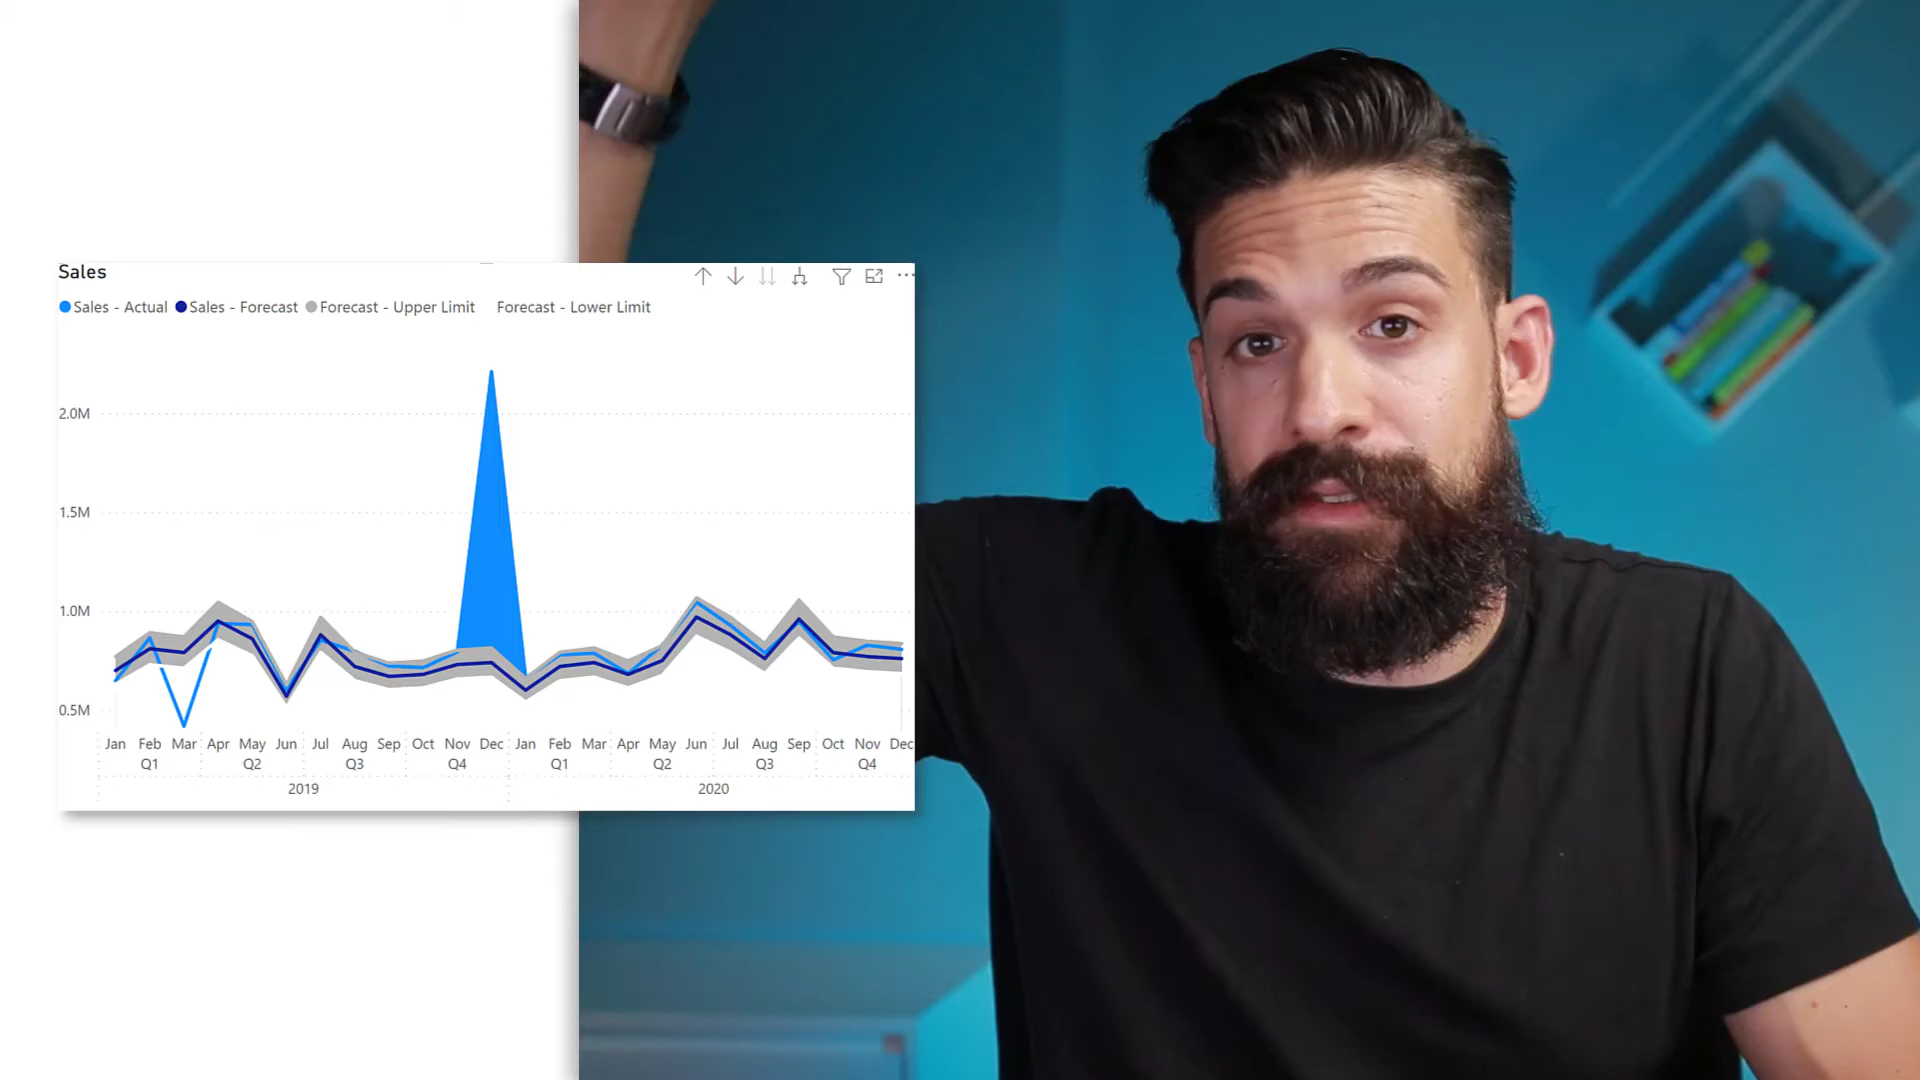 Sales
Sales - Actual Sales - Forecast Forecast - Upper Limit Forecast - Lower Limit
2.0M
1.5M
1.0M
0.5M
Jan Feb Mar Apr May Jun Jul Aug Sep Oct Nov Dec Jan Feb Mar Apr May Jun Jul Aug Sep Oct Nov Dec
Q1 Q2 Q3 Q4 Q1 Q2 Q3 Q4
2019 2020